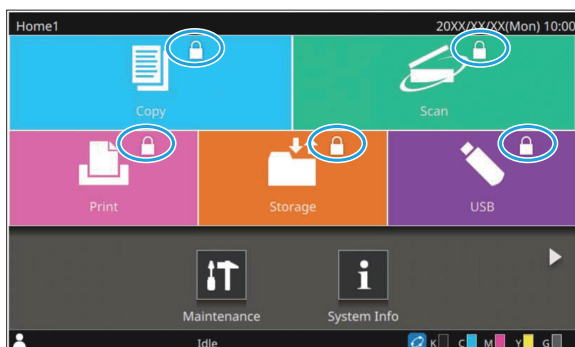 Home1 20XX/XX/XX(Mon) 10:00
Copy Scan
Print Storage USB
Maintenance System Info
Idle K C M Y G